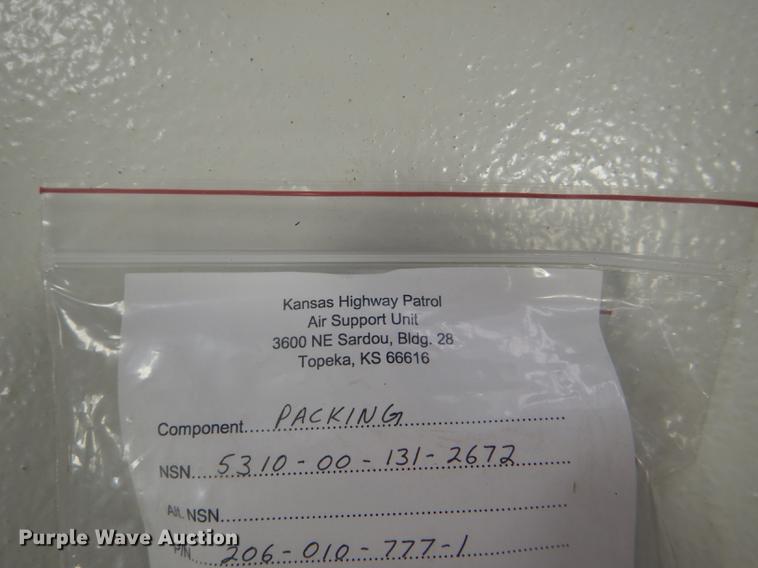 Kansas Highway Patrol
Air Support Unit
3600 NE Sardou, Bldg. 28
Topeka, KS 66616
Component.... PACKING
NSN.... 5310-00-131-2672
Alt. NSN....
P/N 206-010-777-1
Purple Wave Auction